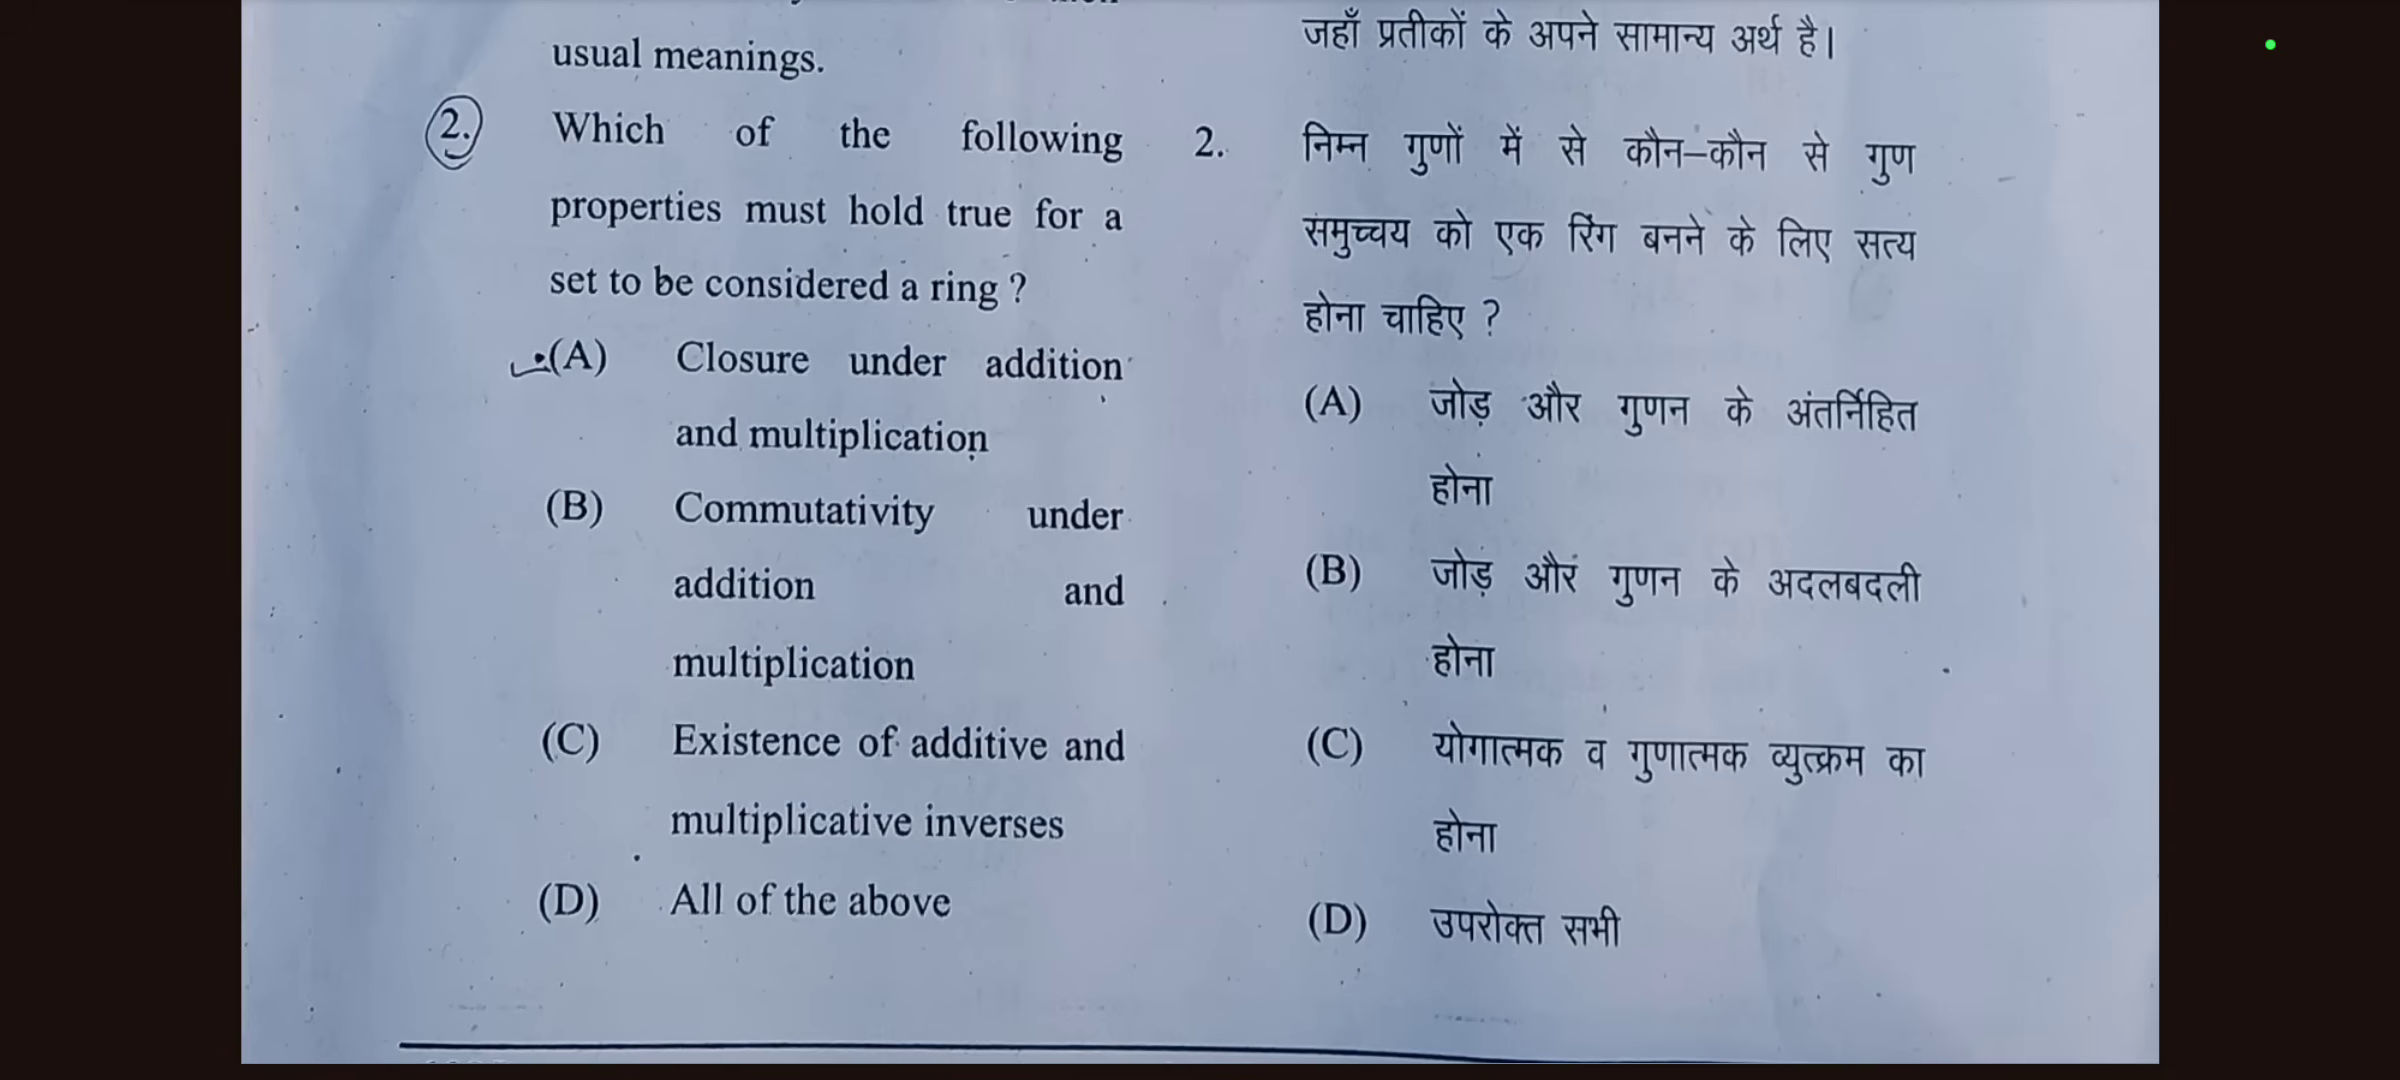 usual meanings.
2. Which of the following
properties must hold true for a
set to be considered a ring ?
(A) Closure under addition
and multiplication
(B) Commutativity under
addition and
multiplication
(C) Existence of additive and
multiplicative inverses
(D) All of the above
जहाँ प्रतीकों के अपने सामान्य अर्थ है।
2. निम्न गुणों में से कौन–कौन से गुण
समुच्चय को एक रिंग बनने के लिए सत्य
होना चाहिए ?
(A) जोड़ और गुणन के अंतर्निहित
होना
(B) जोड़ और गुणन के अदलबदली
होना
(C) योगात्मक व गुणात्मक व्युत्क्रम का
होना
(D) उपरोक्त सभी